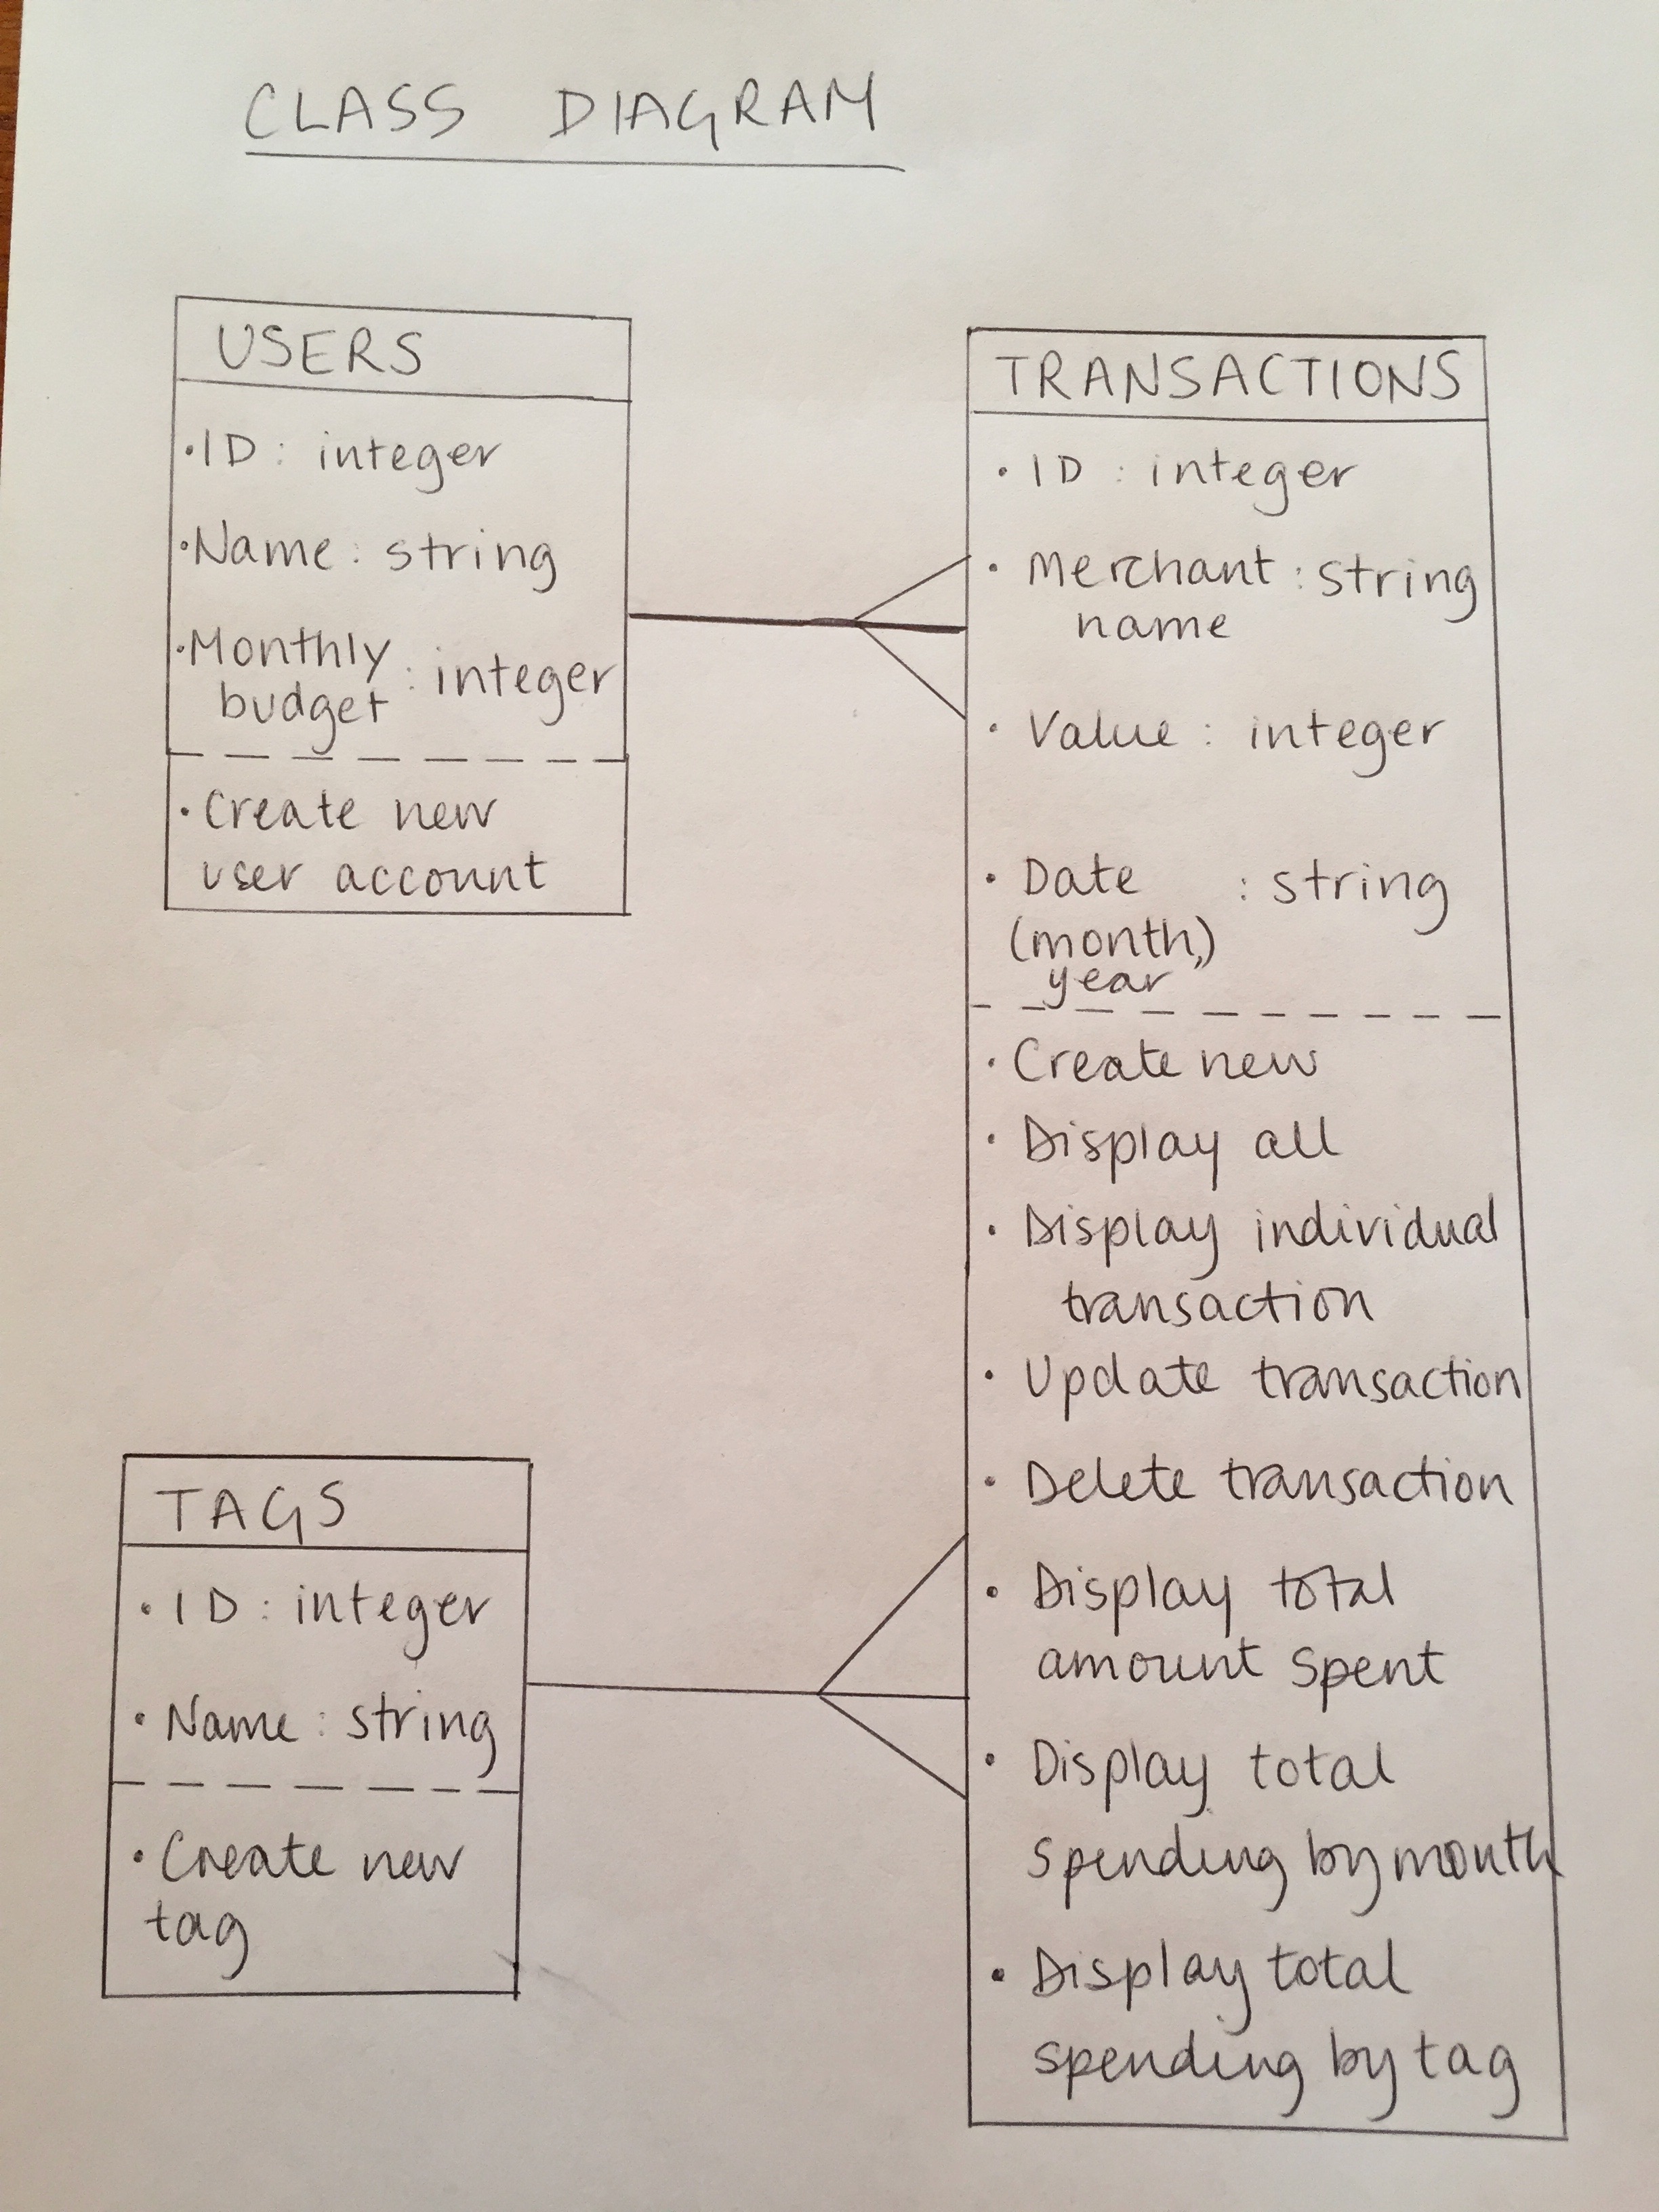 CLASS DIAGRAM
USERS
·ID: integer
·Name: string
·Monthly
budget : integer
·Create new
user account
TRANSACTIONS
· ID : integer
· Merchant : string
name
· Value : integer
· Date : string
(month,)
year
· Create new
· Display all
· Display individual
transaction
· Update transaction
· Delete transaction
· Display total
amount spent
· Display total
spending by month
· Display total
spending by tag
TAGS
· ID : integer
· Name : string
· Create new
tag